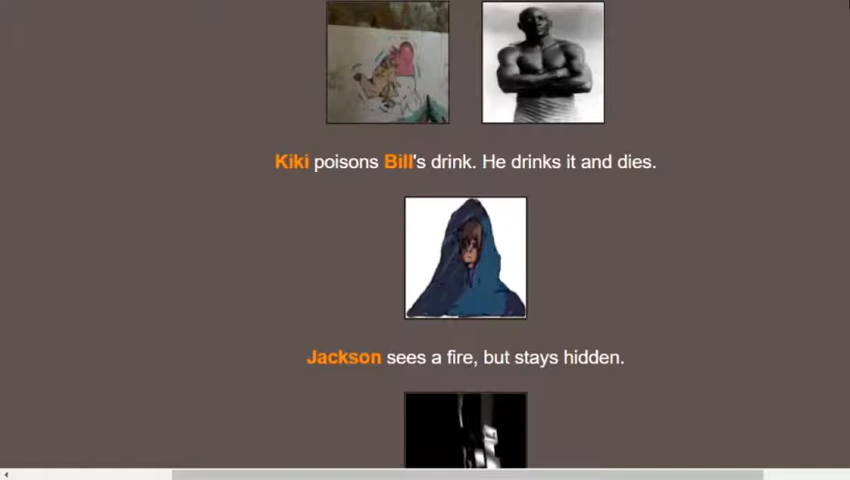 Kiki poisons Bill's drink. He drinks it and dies.
Jackson sees a fire, but stays hidden.